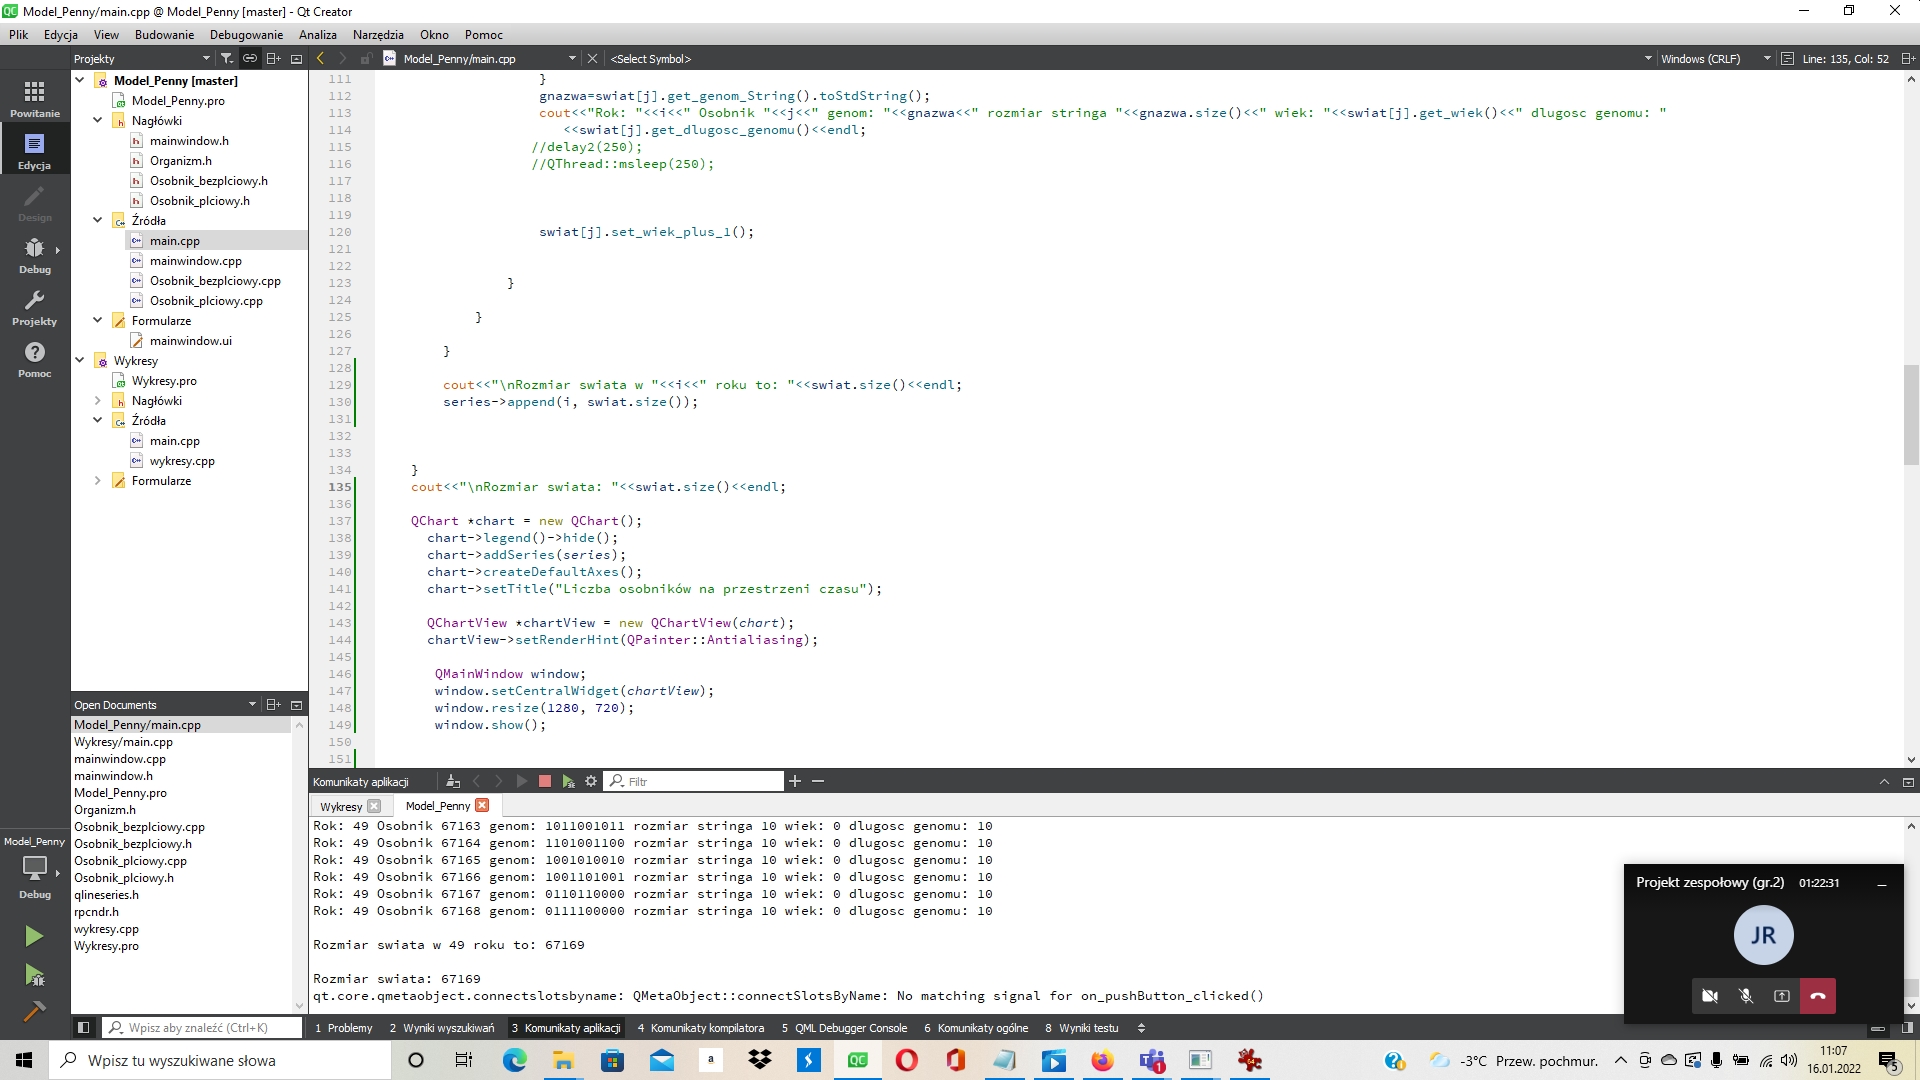 Model_Penny/main.cpp @ Model_Penny [master] - Qt Creator
Plik Edycja View Budowanie Debugowanie Analiza Narzędzia Okno Pomoc
Projekty
Model_Penny/main.cpp
<Select Symbol>
Windows (CRLF)
Line: 135, Col: 52
Powitanie
Edycja
Design
Debug
Projekty
Pomoc
Model_Penny
Debug
Model_Penny [master]
Model_Penny.pro
Nagłówki
mainwindow.h
Organizm.h
Osobnik_bezplciowy.h
Osobnik_plciowy.h
Źródła
main.cpp
mainwindow.cpp
Osobnik_bezplciowy.cpp
Osobnik_plciowy.cpp
Formularze
mainwindow.ui
Wykresy
Wykresy.pro
Nagłówki
Źródła
main.cpp
wykresy.cpp
Formularze
Open Documents
Model_Penny/main.cpp
Wykresy/main.cpp
mainwindow.cpp
mainwindow.h
Model_Penny.pro
Organizm.h
Osobnik_bezplciowy.cpp
Osobnik_bezplciowy.h
Osobnik_plciowy.cpp
Osobnik_plciowy.h
qlineseries.h
rpcndr.h
wykresy.cpp
Wykresy.pro
111 }
112 gnazwa=swiat[j].get_genom_String().toStdString();
113 cout<<"Rok: "<<i<<" Osobnik "<<j<<" genom: "<<gnazwa<<" rozmiar stringa "<<gnazwa.size()<<" wiek: "<<swiat[j].get_wiek()<<" dlugosc genomu: "
114 <<swiat[j].get_dlugosc_genomu()<<endl;
115 //delay2(250);
116 //QThread::msleep(250);
117
118
119
120 swiat[j].set_wiek_plus_1();
121
122
123 }
124
125 }
126
127 }
128
129 cout<<"\nRozmiar swiata w "<<i<<" roku to: "<<swiat.size()<<endl;
130 series->append(i, swiat.size());
131
132
133
134 }
135 cout<<"\nRozmiar swiata: "<<swiat.size()<<endl;
136
137 QChart *chart = new QChart();
138 chart->legend()->hide();
139 chart->addSeries(series);
140 chart->createDefaultAxes();
141 chart->setTitle("Liczba osobników na przestrzeni czasu");
142
143 QChartView *chartView = new QChartView(chart);
144 chartView->setRenderHint(QPainter::Antialiasing);
145
146 QMainWindow window;
147 window.setCentralWidget(chartView);
148 window.resize(1280, 720);
149 window.show();
150
151
Komunikaty aplikacji
Filtr
Wykresy
Model_Penny
Rok: 49 Osobnik 67163 genom: 1011001011 rozmiar stringa 10 wiek: 0 dlugosc genomu: 10
Rok: 49 Osobnik 67164 genom: 1101001100 rozmiar stringa 10 wiek: 0 dlugosc genomu: 10
Rok: 49 Osobnik 67165 genom: 1001010010 rozmiar stringa 10 wiek: 0 dlugosc genomu: 10
Rok: 49 Osobnik 67166 genom: 1001101001 rozmiar stringa 10 wiek: 0 dlugosc genomu: 10
Rok: 49 Osobnik 67167 genom: 0110110000 rozmiar stringa 10 wiek: 0 dlugosc genomu: 10
Rok: 49 Osobnik 67168 genom: 0111100000 rozmiar stringa 10 wiek: 0 dlugosc genomu: 10
Rozmiar swiata w 49 roku to: 67169
Rozmiar swiata: 67169
qt.core.qmetaobject.connectslotsbyname: QMetaObject::connectSlotsByName: No matching signal for on_pushButton_clicked()
Projekt zespołowy (gr.2) 01:22:31
JR
Wpisz aby znaleźć (Ctrl+K)
1 Problemy 2 Wyniki wyszukiwań 3 Komunikaty aplikacji 4 Komunikaty kompilatora 5 QML Debugger Console 6 Komunikaty ogólne 8 Wyniki testu
Wpisz tu wyszukiwane słowa
-3°C Przew. pochmur.
11:07
16.01.2022